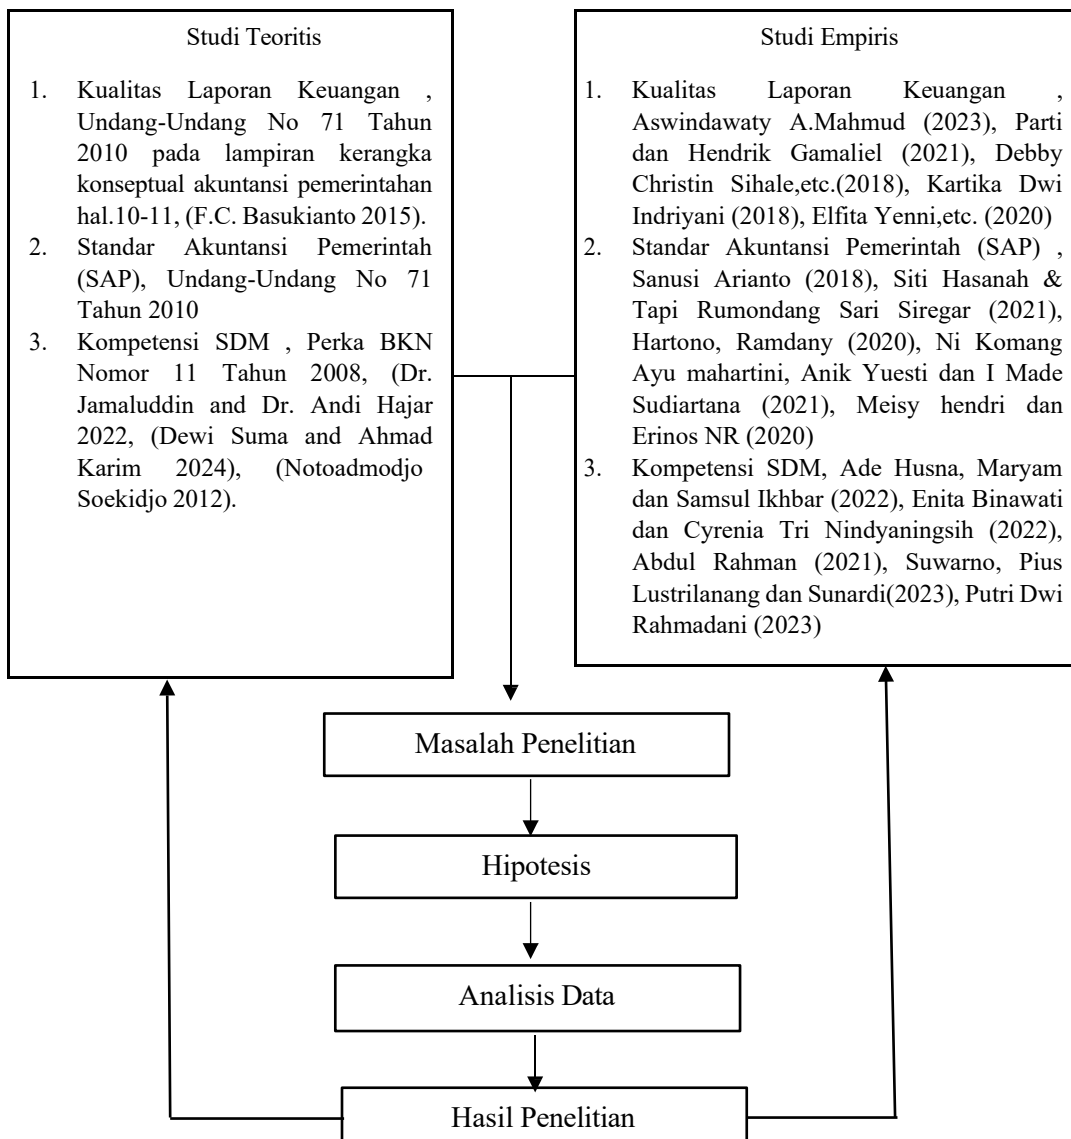 Studi Teoritis
1. Kualitas Laporan Keuangan ,
Undang-Undang No 71 Tahun
2010 pada lampiran kerangka
konseptual akuntansi pemerintahan
hal.10-11, (F.C. Basukianto 2015).
2. Standar Akuntansi Pemerintah
(SAP), Undang-Undang No 71
Tahun 2010
3. Kompetensi SDM , Perka BKN
Nomor 11 Tahun 2008, (Dr.
Jamaluddin and Dr. Andi Hajar
2022, (Dewi Suma and Ahmad
Karim 2024), (Notoadmodjo
Soekidjo 2012).
Studi Empiris
1. Kualitas Laporan Keuangan ,
Aswindawaty A.Mahmud (2023), Parti
dan Hendrik Gamaliel (2021), Debby
Christin Sihale,etc.(2018), Kartika Dwi
Indriyani (2018), Elfita Yenni,etc. (2020)
2. Standar Akuntansi Pemerintah (SAP) ,
Sanusi Arianto (2018), Siti Hasanah &
Tapi Rumondang Sari Siregar (2021),
Hartono, Ramdany (2020), Ni Komang
Ayu mahartini, Anik Yuesti dan I Made
Sudiartana (2021), Meisy hendri dan
Erinos NR (2020)
3. Kompetensi SDM, Ade Husna, Maryam
dan Samsul Ikhbar (2022), Enita Binawati
dan Cyrenia Tri Nindyaningsih (2022),
Abdul Rahman (2021), Suwarno, Pius
Lustrilanang dan Sunardi(2023), Putri Dwi
Rahmadani (2023)
Masalah Penelitian
Hipotesis
Analisis Data
Hasil Penelitian